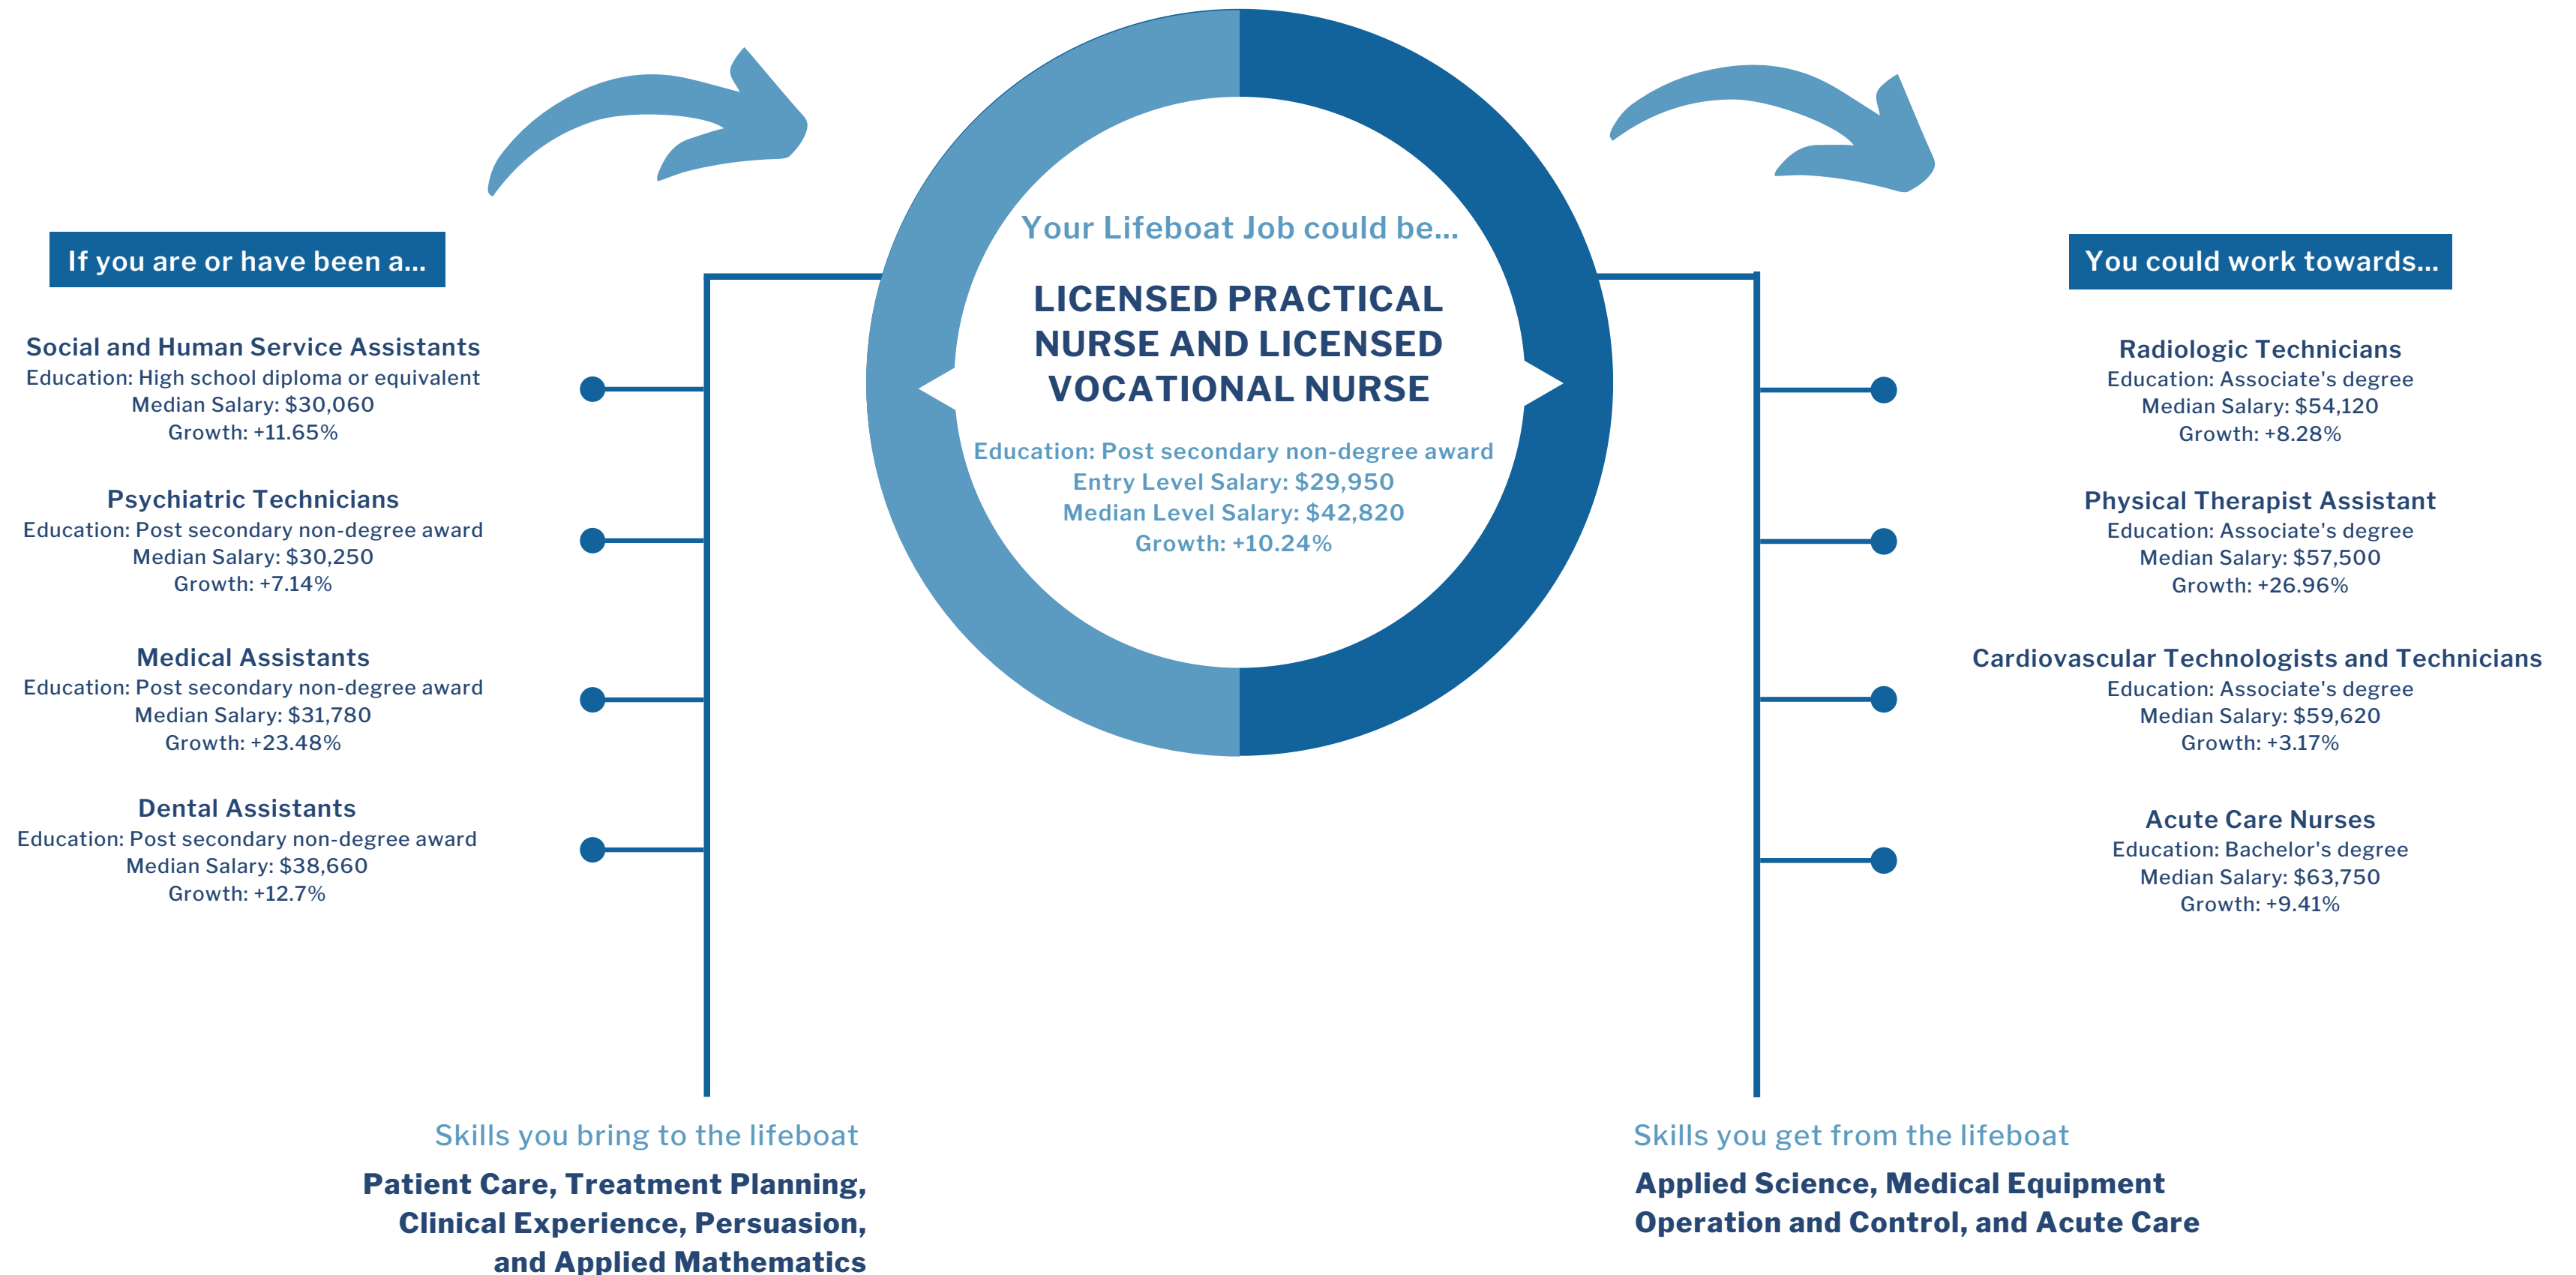 If you are or have been a...
Social and Human Service Assistants
Education: High school diploma or equivalent
Median Salary: $30,060
Growth: +11.65%
Psychiatric Technicians
Education: Post secondary non-degree award
Median Salary: $30,250
Growth: +7.14%
Medical Assistants
Education: Post secondary non-degree award
Median Salary: $31,780
Growth: +23.48%
Dental Assistants
Education: Post secondary non-degree award
Median Salary: $38,660
Growth: +12.7%
Skills you bring to the lifeboat
Patient Care, Treatment Planning,
Clinical Experience, Persuasion,
and Applied Mathematics
Your Lifeboat Job could be...
LICENSED PRACTICAL
NURSE AND LICENSED
VOCATIONAL NURSE
Education: Post secondary non-degree award
Entry Level Salary: $29,950
Median Level Salary: $42,820
Growth: +10.24%
You could work towards...
Radiologic Technicians
Education: Associate's degree
Median Salary: $54,120
Growth: +8.28%
Physical Therapist Assistant
Education: Associate's degree
Median Salary: $57,500
Growth: +26.96%
Cardiovascular Technologists and Technicians
Education: Associate's degree
Median Salary: $59,620
Growth: +3.17%
Acute Care Nurses
Education: Bachelor's degree
Median Salary: $63,750
Growth: +9.41%
Skills you get from the lifeboat
Applied Science, Medical Equipment
Operation and Control, and Acute Care